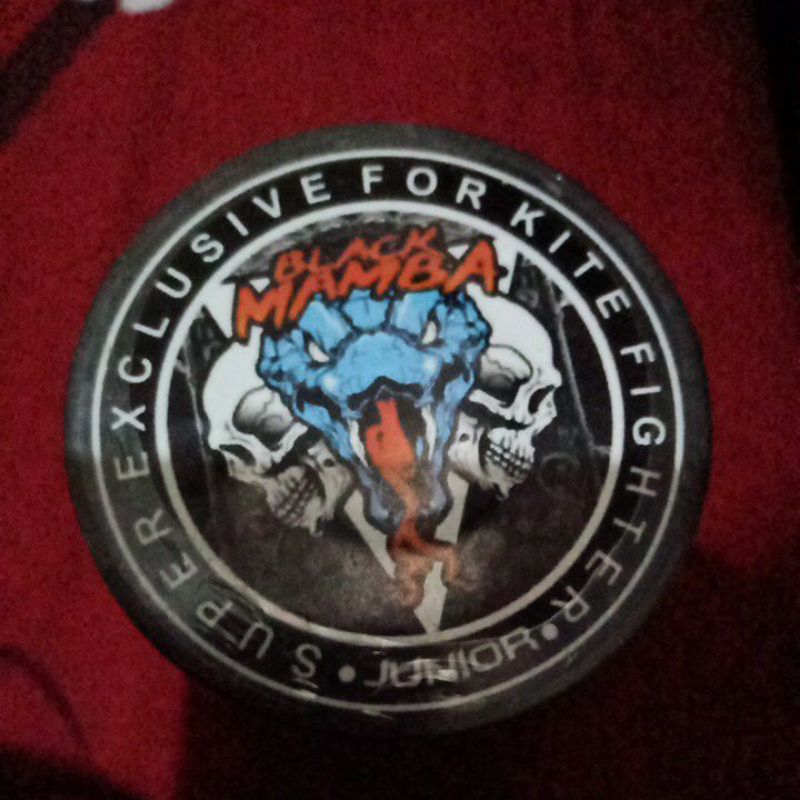 SUPER EXCLUSIVE FOR KITE FIGHTER
BLACK
MAMBA
• JUNIOR •